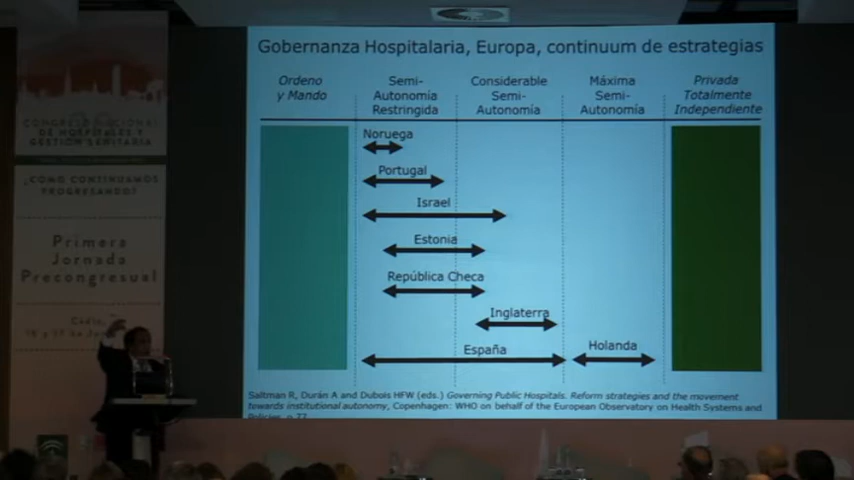 Gobernanza Hospitalaria, Europa, continuum de estrategias
Ordeno
y Mando
Semi-
Autonomía
Restringida
Considerable
Semi-
Autonomía
Máxima
Semi-
Autonomía
Privada
Totalmente
Independiente
Noruega
Portugal
Israel
Estonia
República Checa
Inglaterra
España
Holanda
Saltman R, Durán A and Dubois HFW (eds.) Governing Public Hospitals. Reform strategies and the movement
towards institutional autonomy, Copenhagen: WHO on behalf of the European Observatory on Health Systems and
Policies, p 77
CONGRESO NACIONAL
DE HOSPITALES Y
GESTIÓN SANITARIA
¿CÓMO CONTINUAMOS
PROGRESANDO?
Primera
Jornada
Precongresual